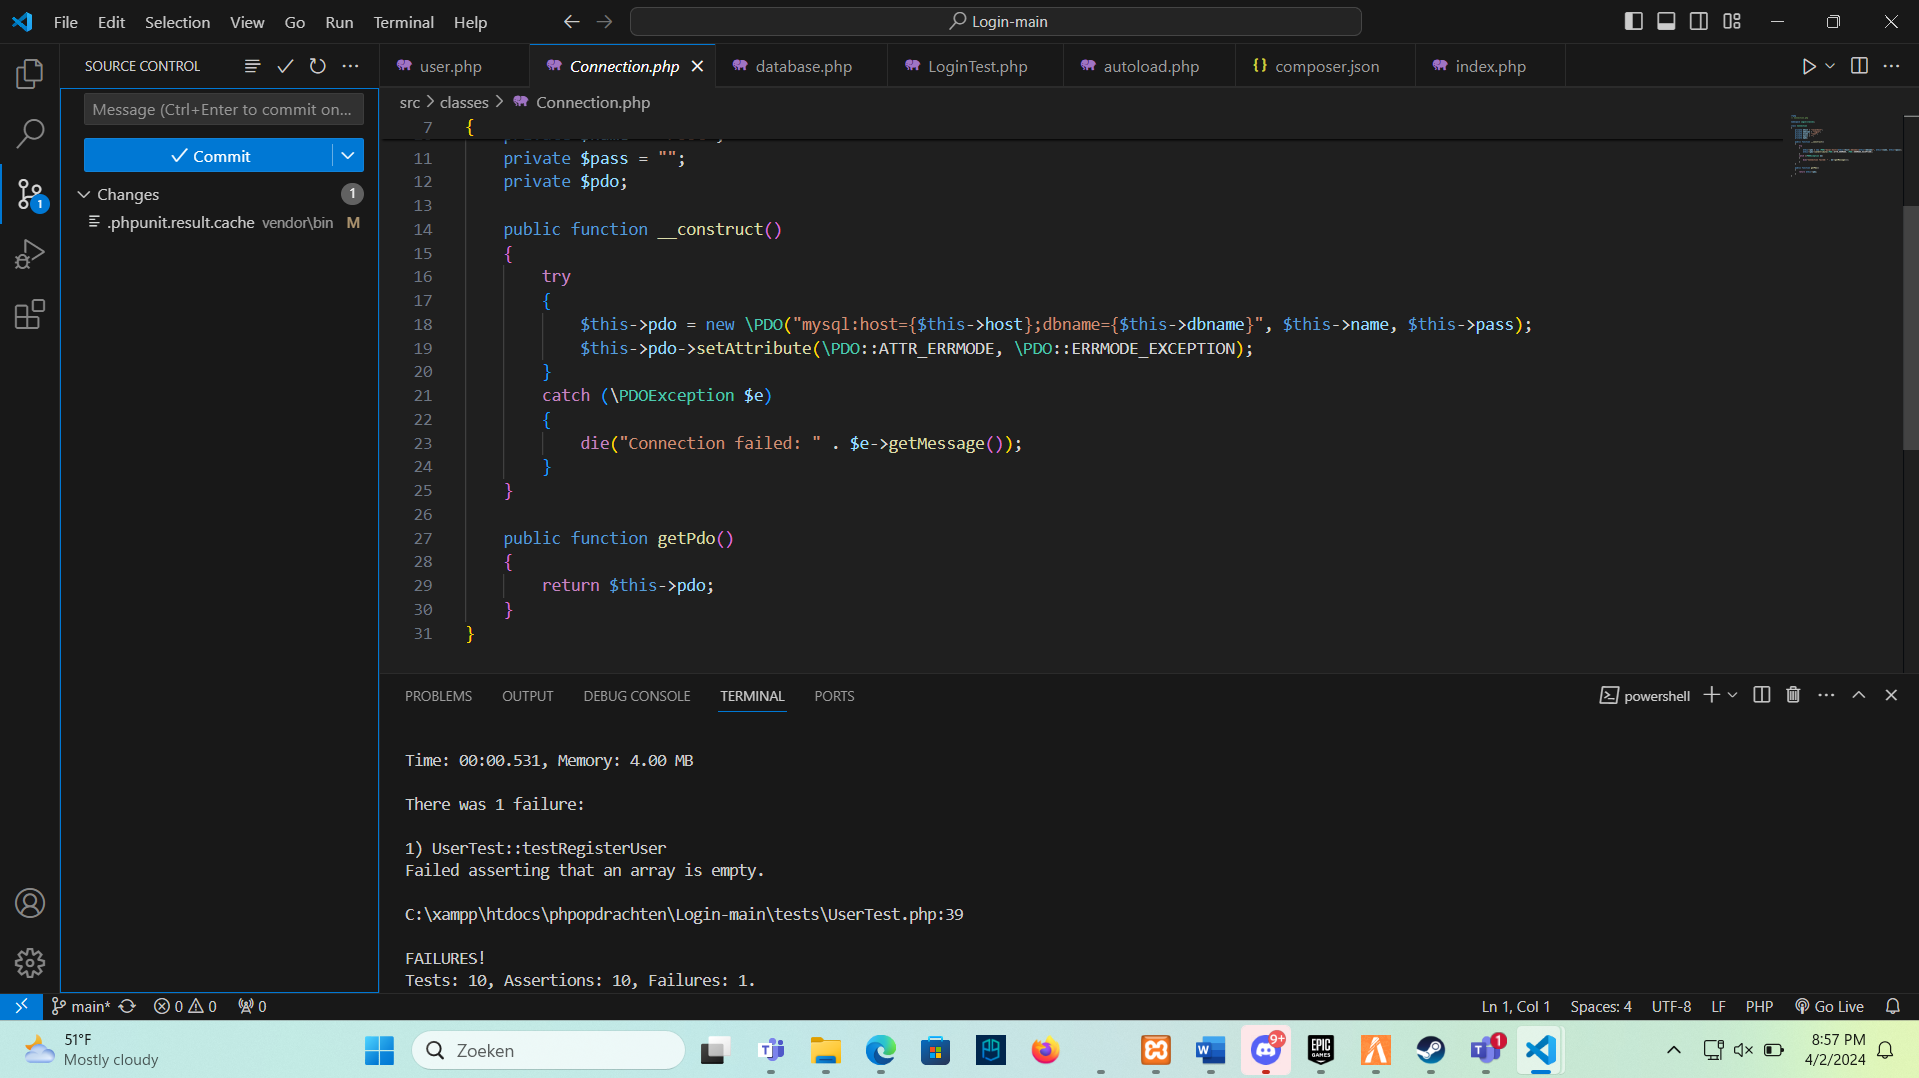 File Edit Selection View Go Run Terminal Help
Login-main
SOURCE CONTROL
user.php
Connection.php
database.php
LoginTest.php
autoload.php
{} composer.json
index.php
src > classes > Connection.php
Message (Ctrl+Enter to commit on...
Commit
Changes 1
.phpunit.result.cache vendor\bin M
1
7 {
11 private $pass = "";
12 private $pdo;
13
14 public function __construct()
15 {
16 try
17 {
18 $this->pdo = new \PDO("mysql:host={$this->host};dbname={$this->dbname}", $this->name, $this->pass);
19 $this->pdo->setAttribute(\PDO::ATTR_ERRMODE, \PDO::ERRMODE_EXCEPTION);
20 }
21 catch (\PDOException $e)
22 {
23 die("Connection failed: " . $e->getMessage());
24 }
25 }
26
27 public function getPdo()
28 {
29 return $this->pdo;
30 }
31 }
PROBLEMS OUTPUT DEBUG CONSOLE TERMINAL PORTS
powershell
Time: 00:00.531, Memory: 4.00 MB
There was 1 failure:
1) UserTest::testRegisterUser
Failed asserting that an array is empty.
C:\xampp\htdocs\phpopdrachten\Login-main\tests\UserTest.php:39
FAILURES!
Tests: 10, Assertions: 10, Failures: 1.
main* 0 0 0
Ln 1, Col 1 Spaces: 4 UTF-8 LF PHP Go Live
51°F
Mostly cloudy
Zoeken
9+
EPIC GAMES
1
8:57 PM
4/2/2024